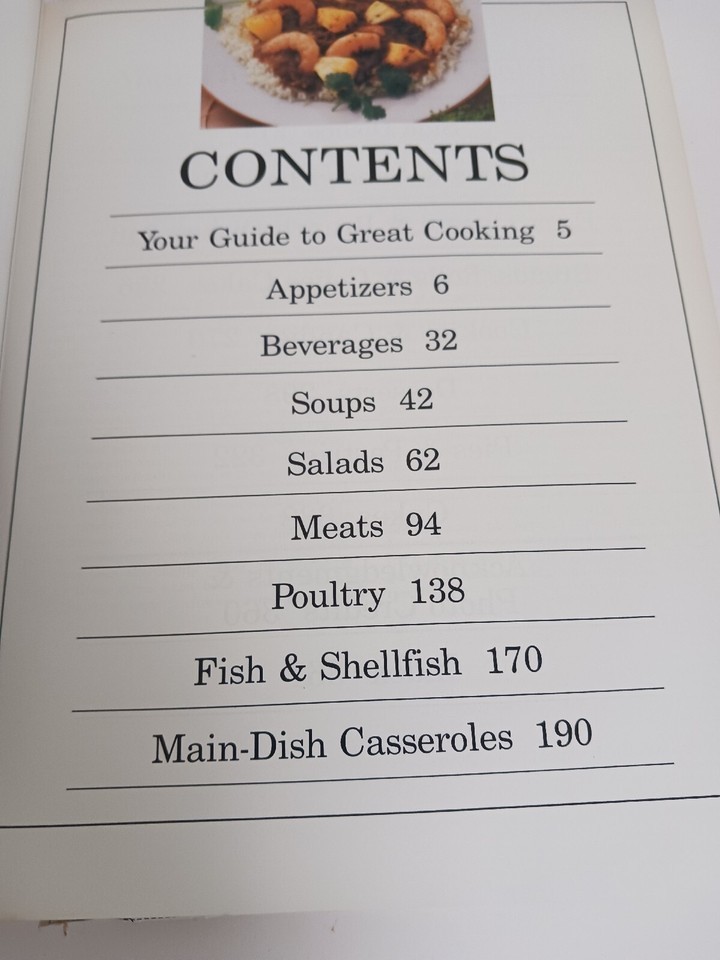 CONTENTS
Your Guide to Great Cooking 5
Appetizers 6
Beverages 32
Soups 42
Salads 62
Meats 94
Poultry 138
Fish & Shellfish 170
Main-Dish Casseroles 190